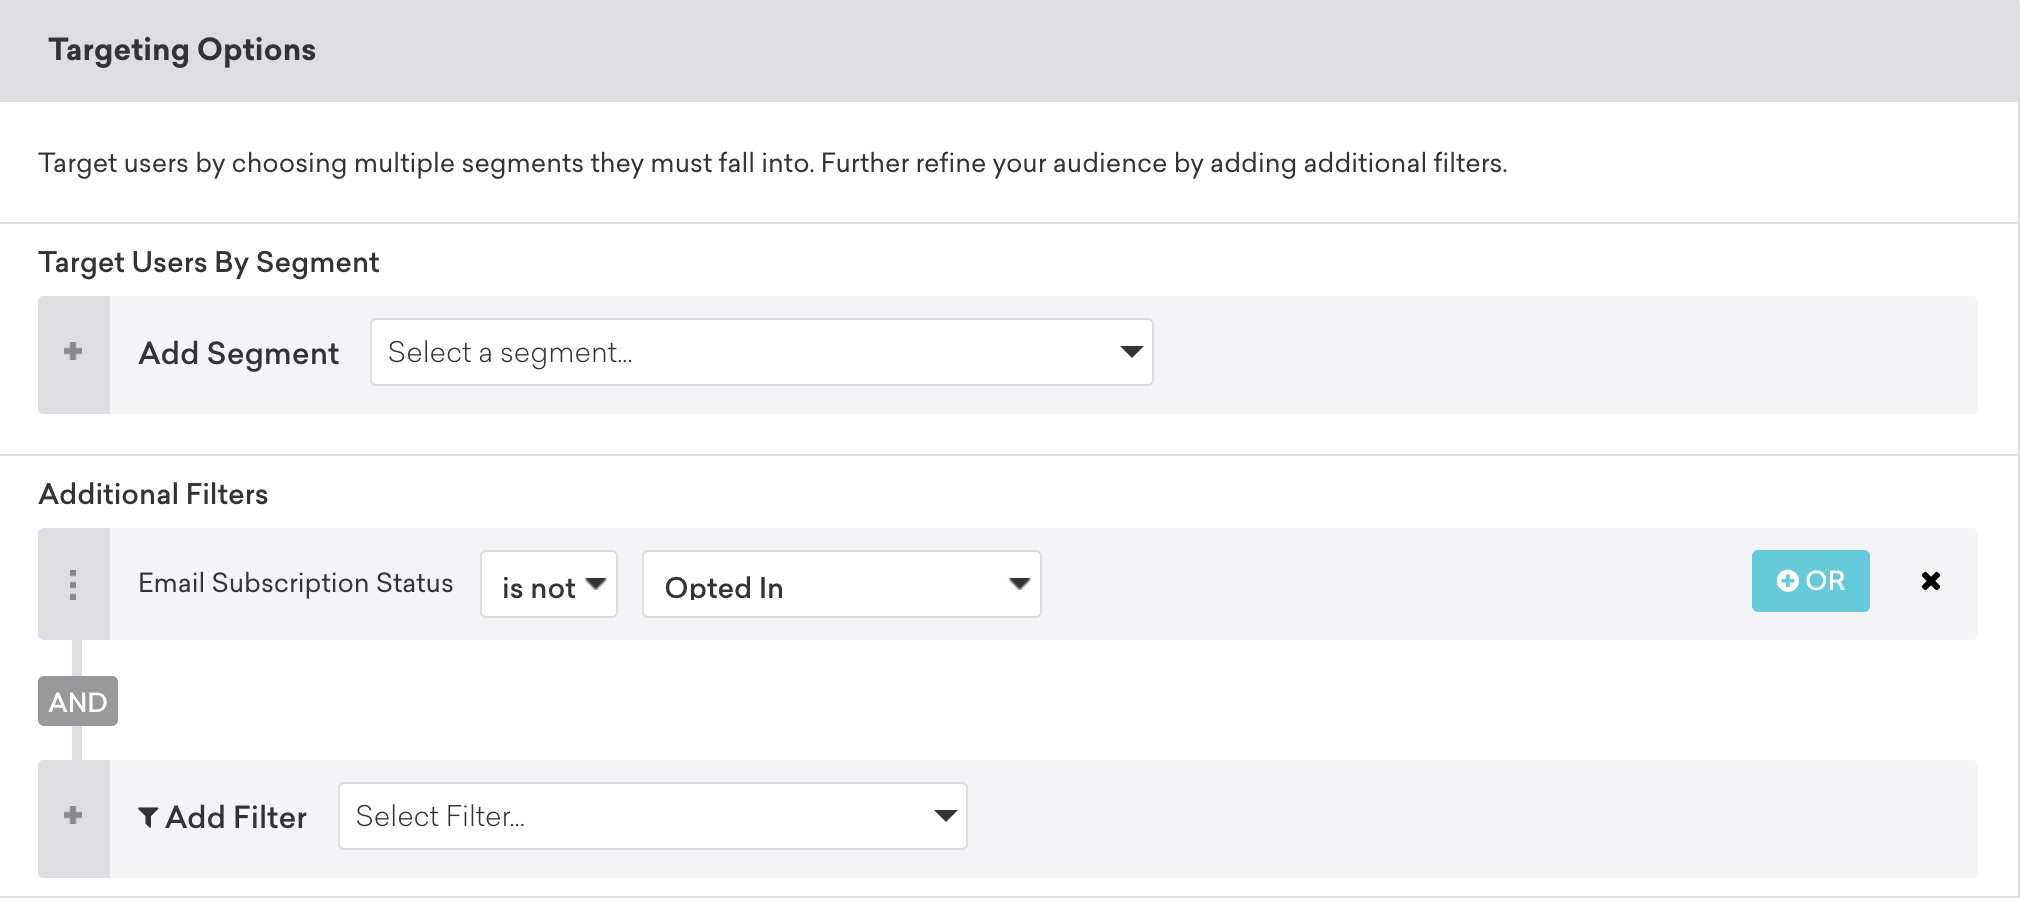 Targeting Options
Target users by choosing multiple segments they must fall into. Further refine your audience by adding additional filters.
Target Users By Segment
Add Segment Select a segment...
Additional Filters
Email Subscription Status is not Opted In OR
AND
Add Filter Select Filter...